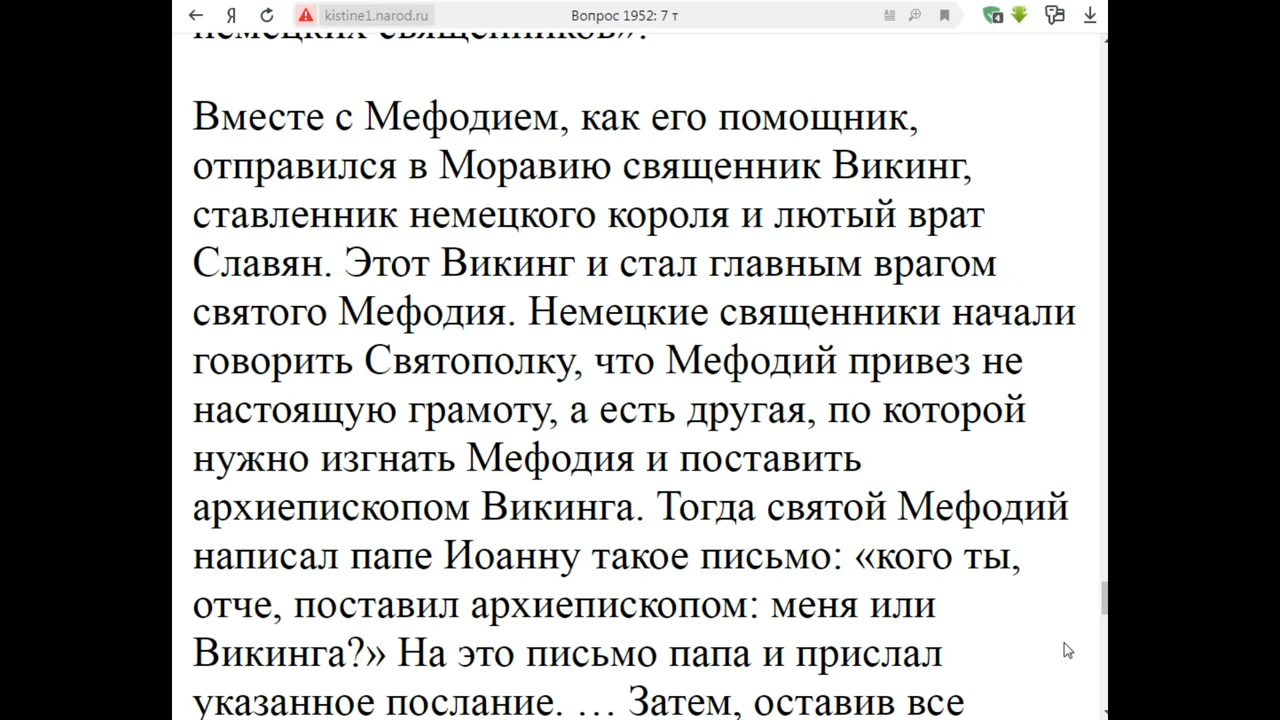 Я kistine1.narod.ru Вопрос 1952: 7 т 4
немецких священников».
Вместе с Мефодием, как его помощник,
отправился в Моравию священник Викинг,
ставленник немецкого короля и лютый врат
Славян. Этот Викинг и стал главным врагом
святого Мефодия. Немецкие священники начали
говорить Святополку, что Мефодий привез не
настоящую грамоту, а есть другая, по которой
нужно изгнать Мефодия и поставить
архиепископом Викинга. Тогда святой Мефодий
написал папе Иоанну такое письмо: «кого ты,
отче, поставил архиепископом: меня или
Викинга?» На это письмо папа и прислал
указанное послание. … Затем, оставив все